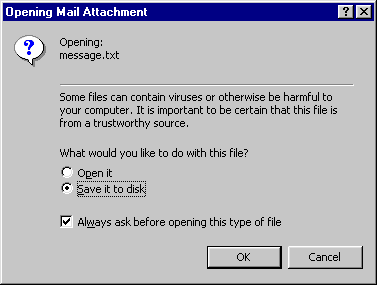 Opening Mail Attachment
Opening:
message.txt
Some files can contain viruses or otherwise be harmful to
your computer. It is important to be certain that this file is
from a trustworthy source.
What would you like to do with this file?
Open it
Save it to disk
Always ask before opening this type of file
OK Cancel